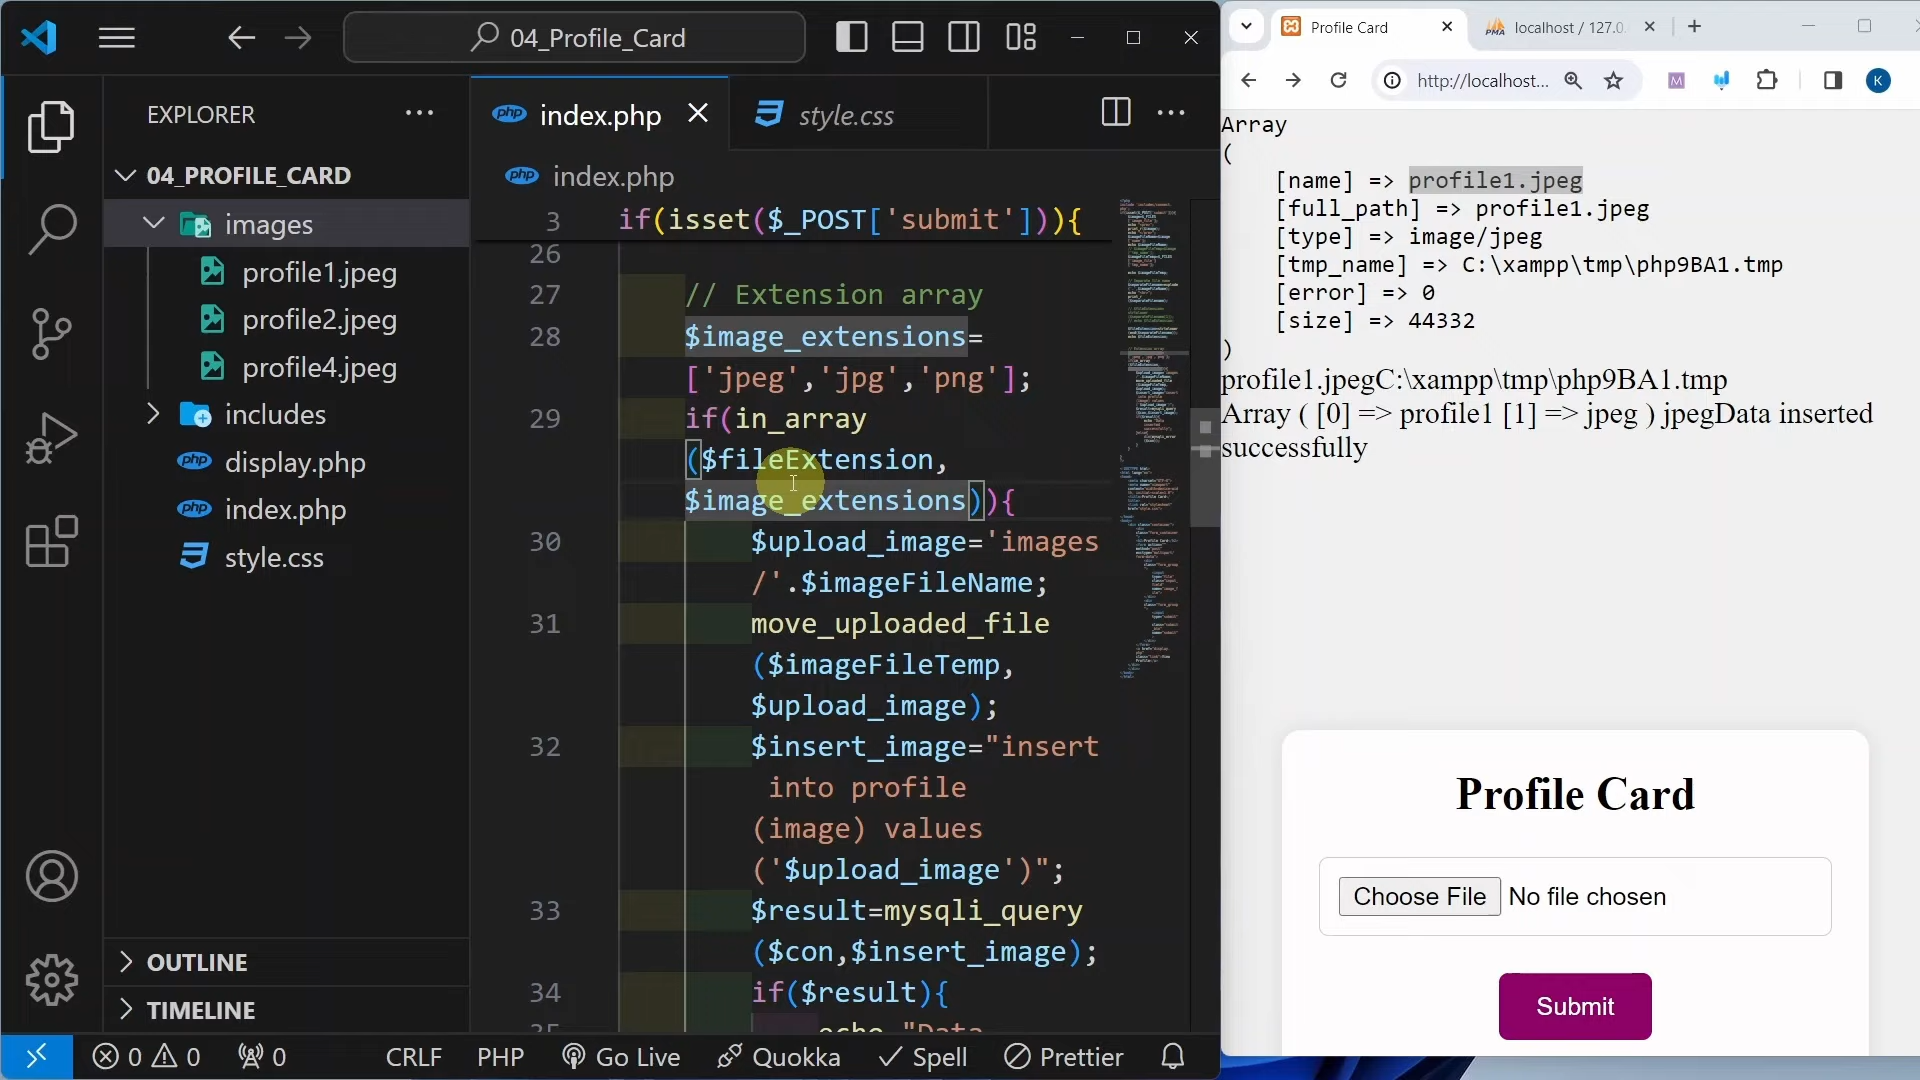 04_Profile_Card
EXPLORER
04_PROFILE_CARD
images
profile1.jpeg
profile2.jpeg
profile4.jpeg
includes
display.php
index.php
style.css
OUTLINE
TIMELINE
php index.php
style.css
php index.php
3 if(isset($_POST['submit'])){
26
27 // Extension array
28 $image_extensions=
['jpeg','jpg','png'];
29 if(in_array
($fileExtension,
$image_extensions)){
30 $upload_image='images
/'.$imageFileName;
31 move_uploaded_file
($imageFileTemp,
$upload_image);
32 $insert_image="insert
into profile
(image) values
('$upload_image')";
33 $result=mysqli_query
($con,$insert_image);
34 if($result){
35 echo "Data
0 0 0 CRLF PHP Go Live Quokka Spell Prettier
Profile Card
localhost / 127.0.
http://localhost...
M
K
Array
(
[name] => profile1.jpeg
[full_path] => profile1.jpeg
[type] => image/jpeg
[tmp_name] => C:\xampp\tmp\php9BA1.tmp
[error] => 0
[size] => 44332
)
profile1.jpegC:\xampp\tmp\php9BA1.tmp
Array ( [0] => profile1 [1] => jpeg ) jpegData inserted
successfully
Profile Card
Choose File No file chosen
Submit